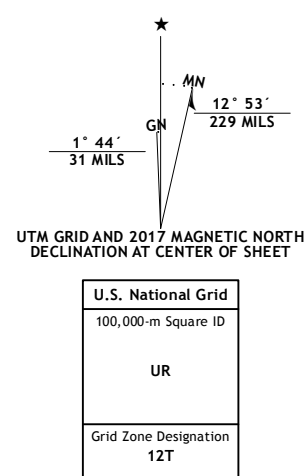 ★
MN
GN
12° 53´
229 MILS
1° 44´
31 MILS
UTM GRID AND 2017 MAGNETIC NORTH
DECLINATION AT CENTER OF SHEET
U.S. National Grid
100,000-m Square ID
UR
Grid Zone Designation
12T